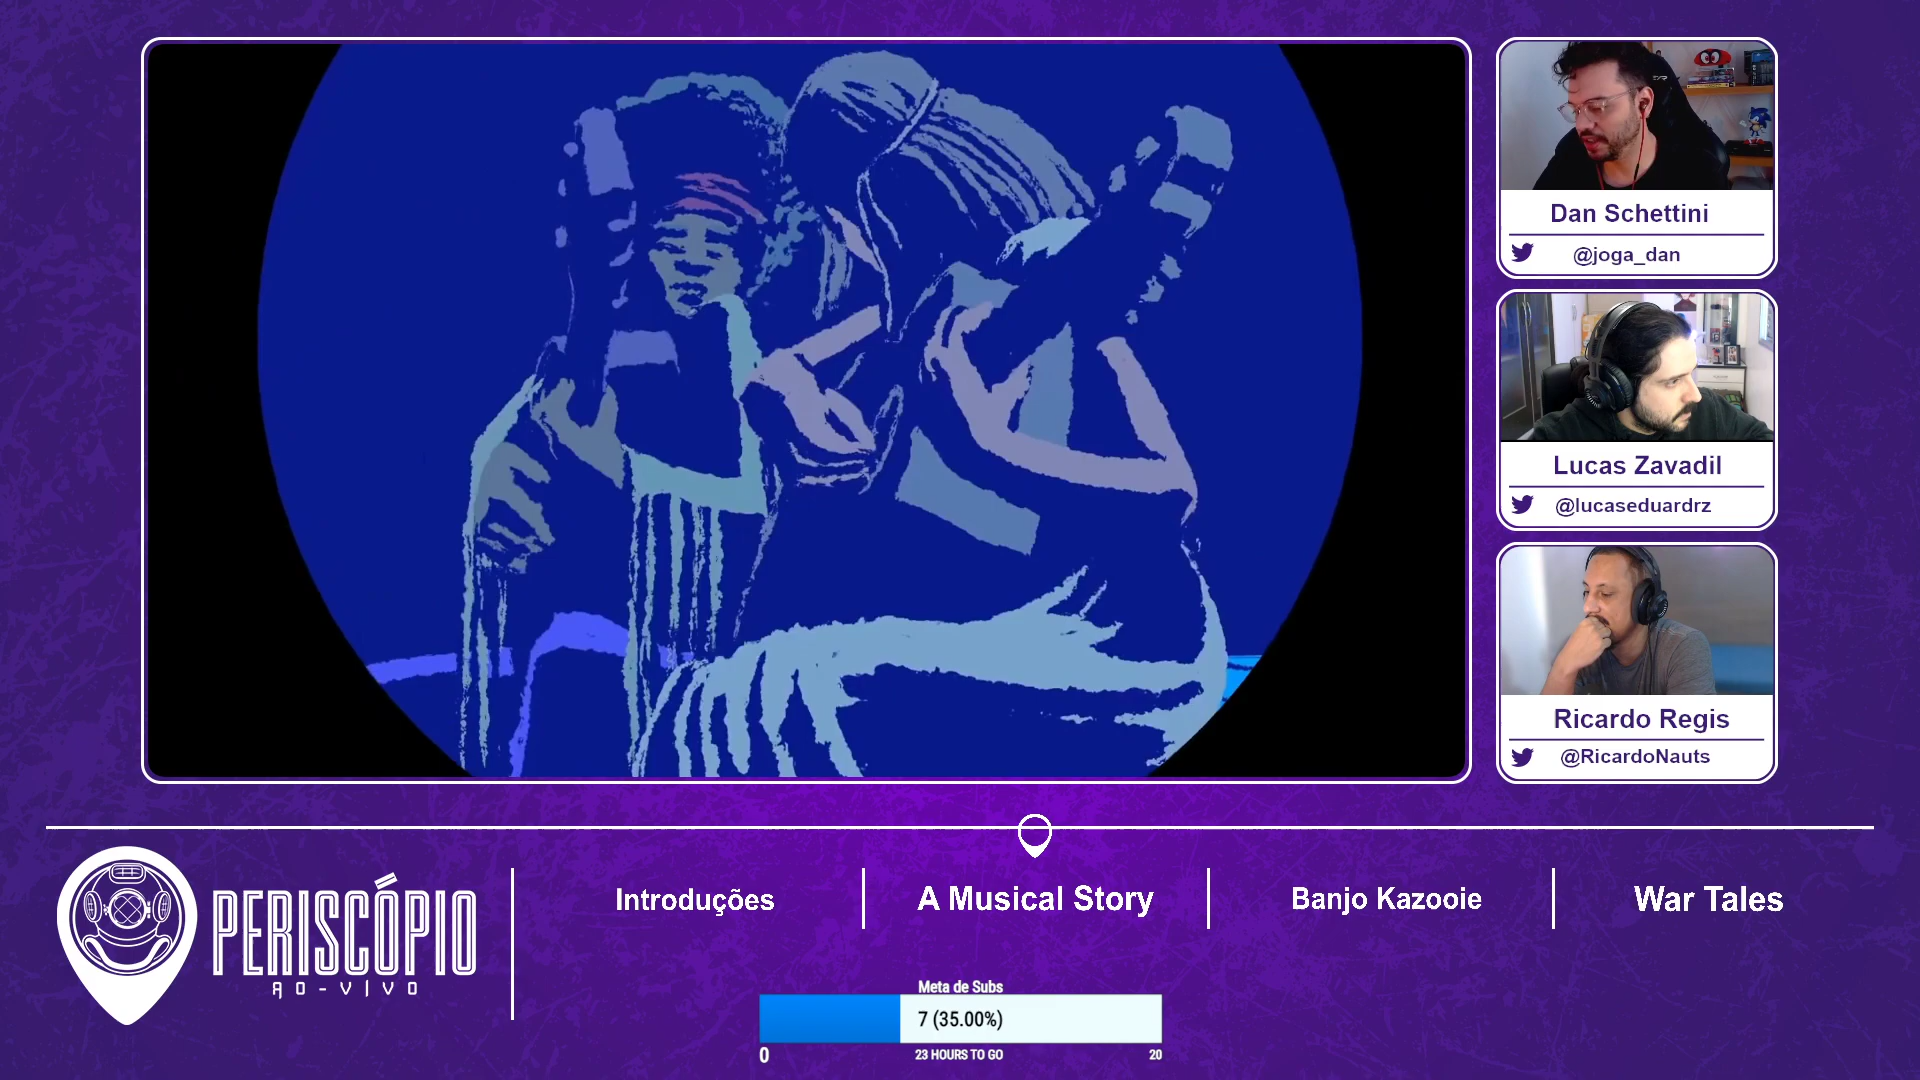 Dan Schettini
@joga_dan
Lucas Zavadil
@lucaseduardrz
Ricardo Regis
@RicardoNauts
PERISCÓPIO
AO-VIVO
Introduções
A Musical Story
Banjo Kazooie
War Tales
Meta de Subs
7 (35.00%)
0
23 HOURS TO GO
20